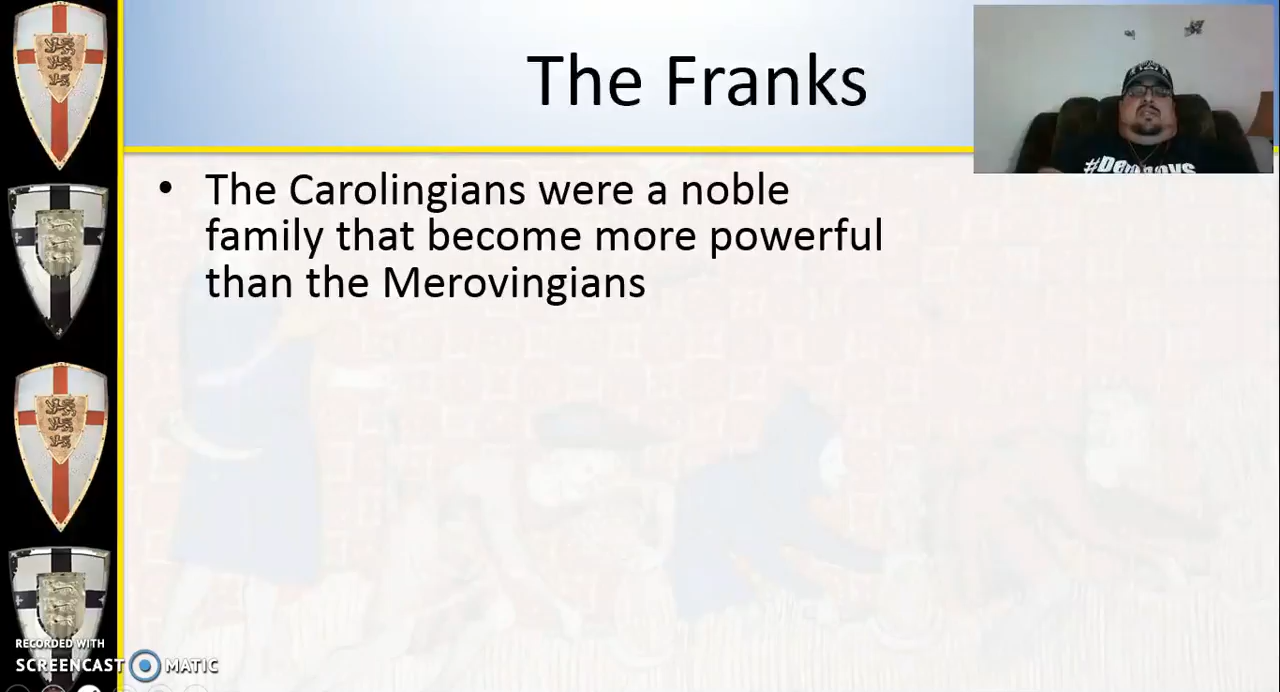 The Franks
• The Carolingians were a noble
family that become more powerful
than the Merovingians
RECORDED WITH
SCREENCAST MATIC